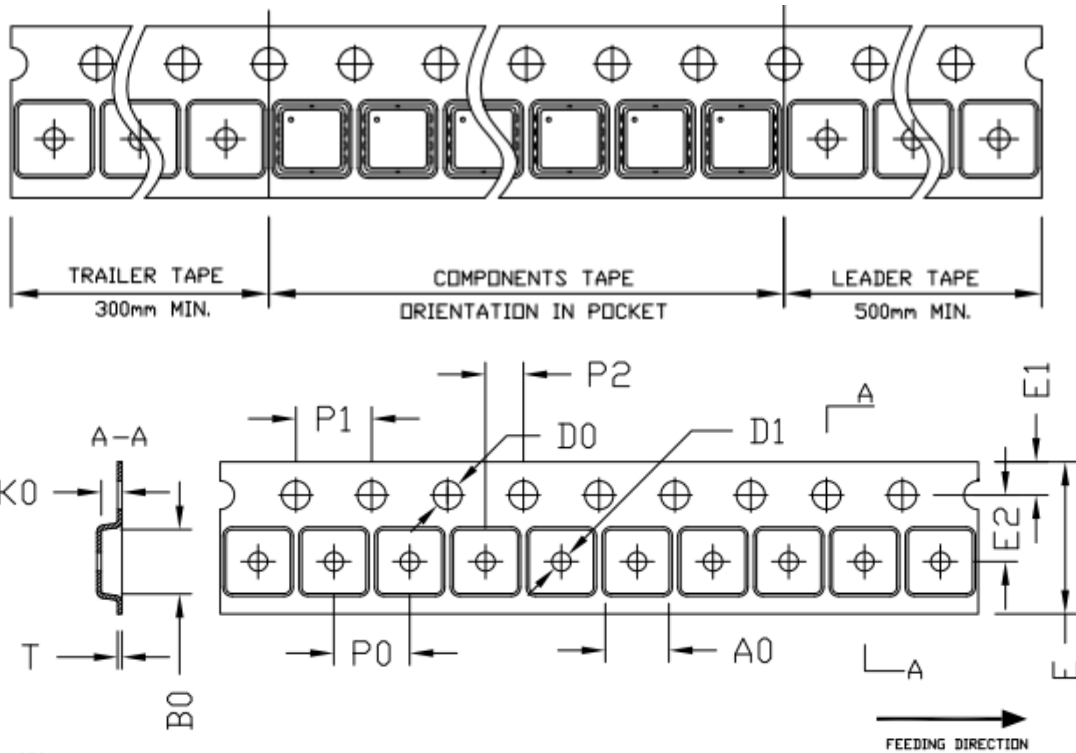 TRAILER TAPE
300mm MIN.
COMPONENTS TAPE
ORIENTATION IN POCKET
LEADER TAPE
500mm MIN.
P2
E1
A
P1
D0
D1
A-A
K0
E2
T
P0
A0
B0
A
E
FEEDING DIRECTION